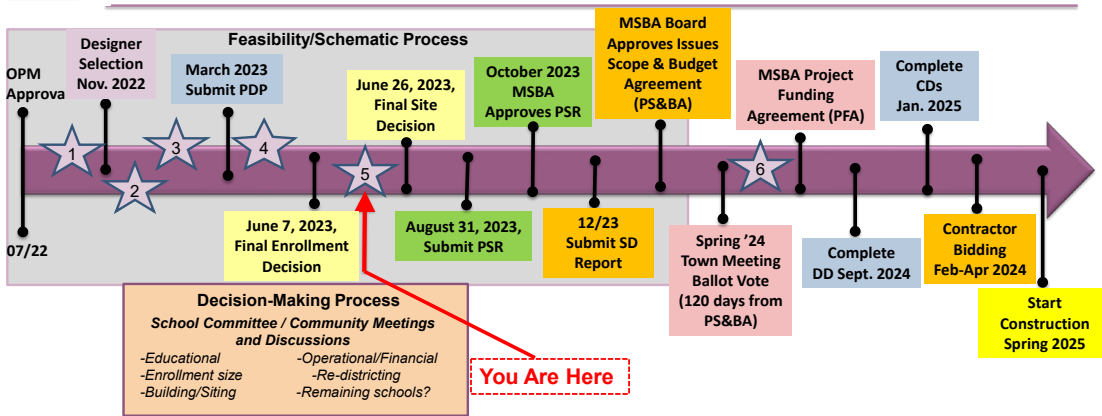 Feasibility/Schematic Process
OPM
Approval
07/22
1
Designer
Selection
Nov. 2022
2
3
March 2023
Submit PDP
4
June 7, 2023,
Final Enrollment
Decision
5
June 26, 2023,
Final Site
Decision
August 31, 2023,
Submit PSR
October 2023
MSBA
Approves PSR
12/23
Submit SD
Report
MSBA Board
Approves Issues
Scope & Budget
Agreement
(PS&BA)
Spring ’24
Town Meeting
Ballot Vote
(120 days from
PS&BA)
6
MSBA Project
Funding
Agreement (PFA)
Complete
DD Sept. 2024
Complete
CDs
Jan. 2025
Contractor
Bidding
Feb-Apr 2024
Start
Construction
Spring 2025
Decision-Making Process
School Committee / Community Meetings
and Discussions
-Educational
-Enrollment size
-Building/Siting
-Operational/Financial
-Re-districting
-Remaining schools?
You Are Here